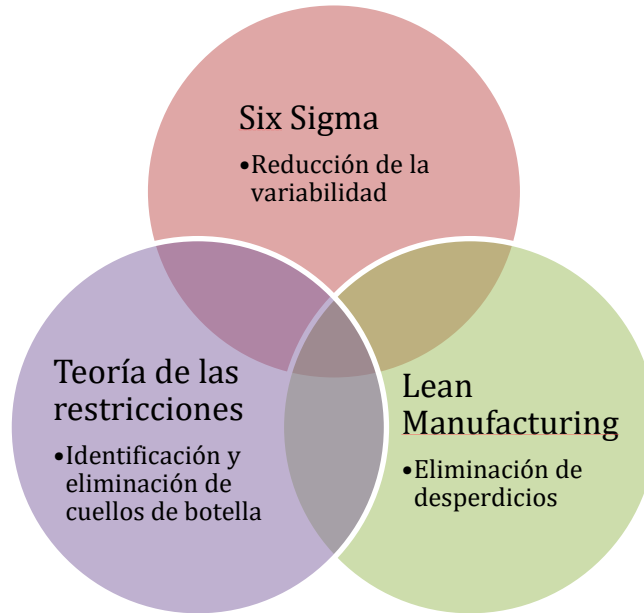 Six Sigma
•Reducción de la
variabilidad
Teoría de las
restricciones
•Identificación y
eliminación de
cuellos de botella
Lean
Manufacturing
•Eliminación de
desperdicios